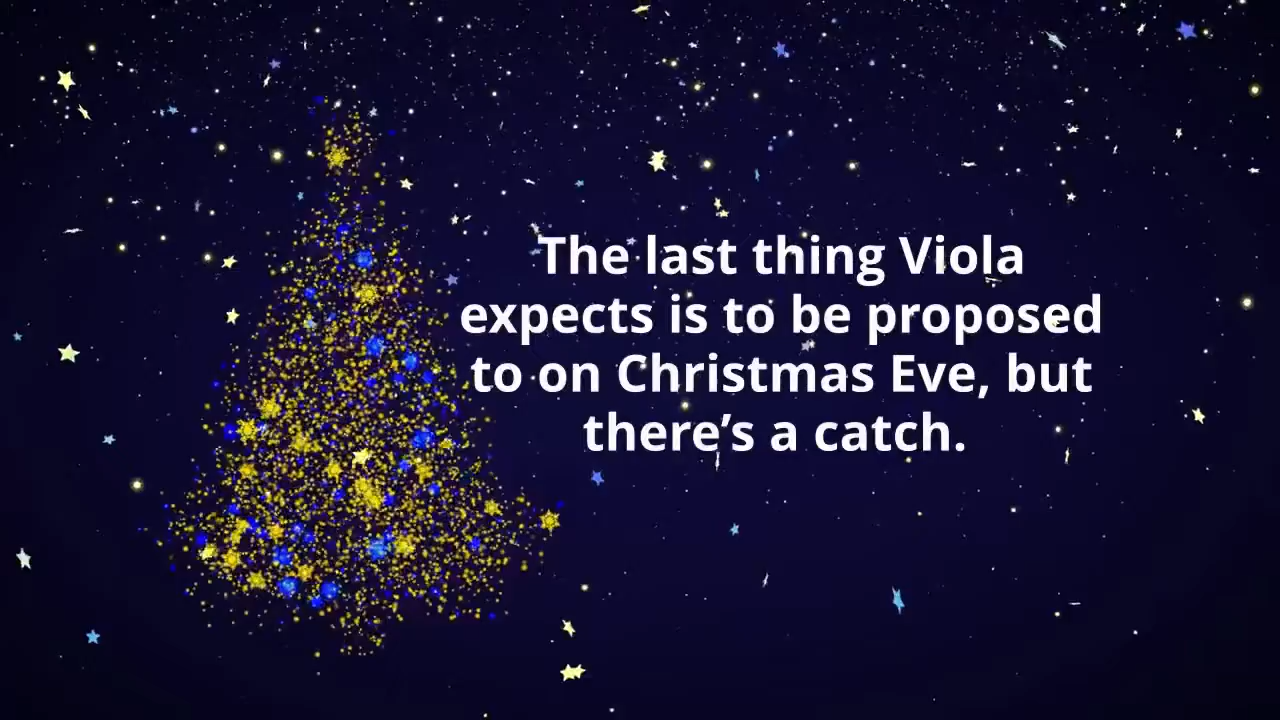 The last thing Viola
expects is to be proposed
to on Christmas Eve, but
there’s a catch.